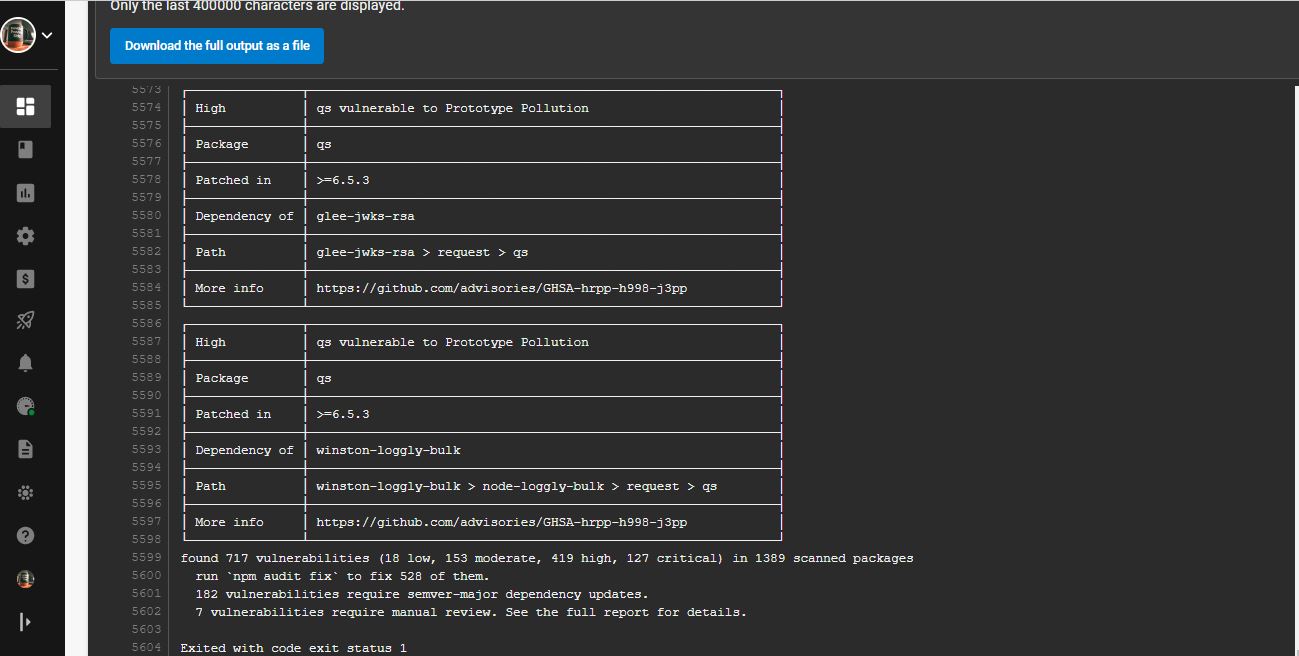 Only the last 400000 characters are displayed.
Download the full output as a file
5573
5574 High qs vulnerable to Prototype Pollution
5575
5576 Package qs
5577
5578 Patched in >=6.5.3
5579
5580 Dependency of glee-jwks-rsa
5581
5582 Path glee-jwks-rsa > request > qs
5583
5584 More info https://github.com/advisories/GHSA-hrpp-h998-j3pp
5585
5586
5587 High qs vulnerable to Prototype Pollution
5588
5589 Package qs
5590
5591 Patched in >=6.5.3
5592
5593 Dependency of winston-loggly-bulk
5594
5595 Path winston-loggly-bulk > node-loggly-bulk > request > qs
5596
5597 More info https://github.com/advisories/GHSA-hrpp-h998-j3pp
5598
5599 found 717 vulnerabilities (18 low, 153 moderate, 419 high, 127 critical) in 1389 scanned packages
5600 run `npm audit fix` to fix 528 of them.
5601 182 vulnerabilities require semver-major dependency updates.
5602 7 vulnerabilities require manual review. See the full report for details.
5603
5604 Exited with code exit status 1